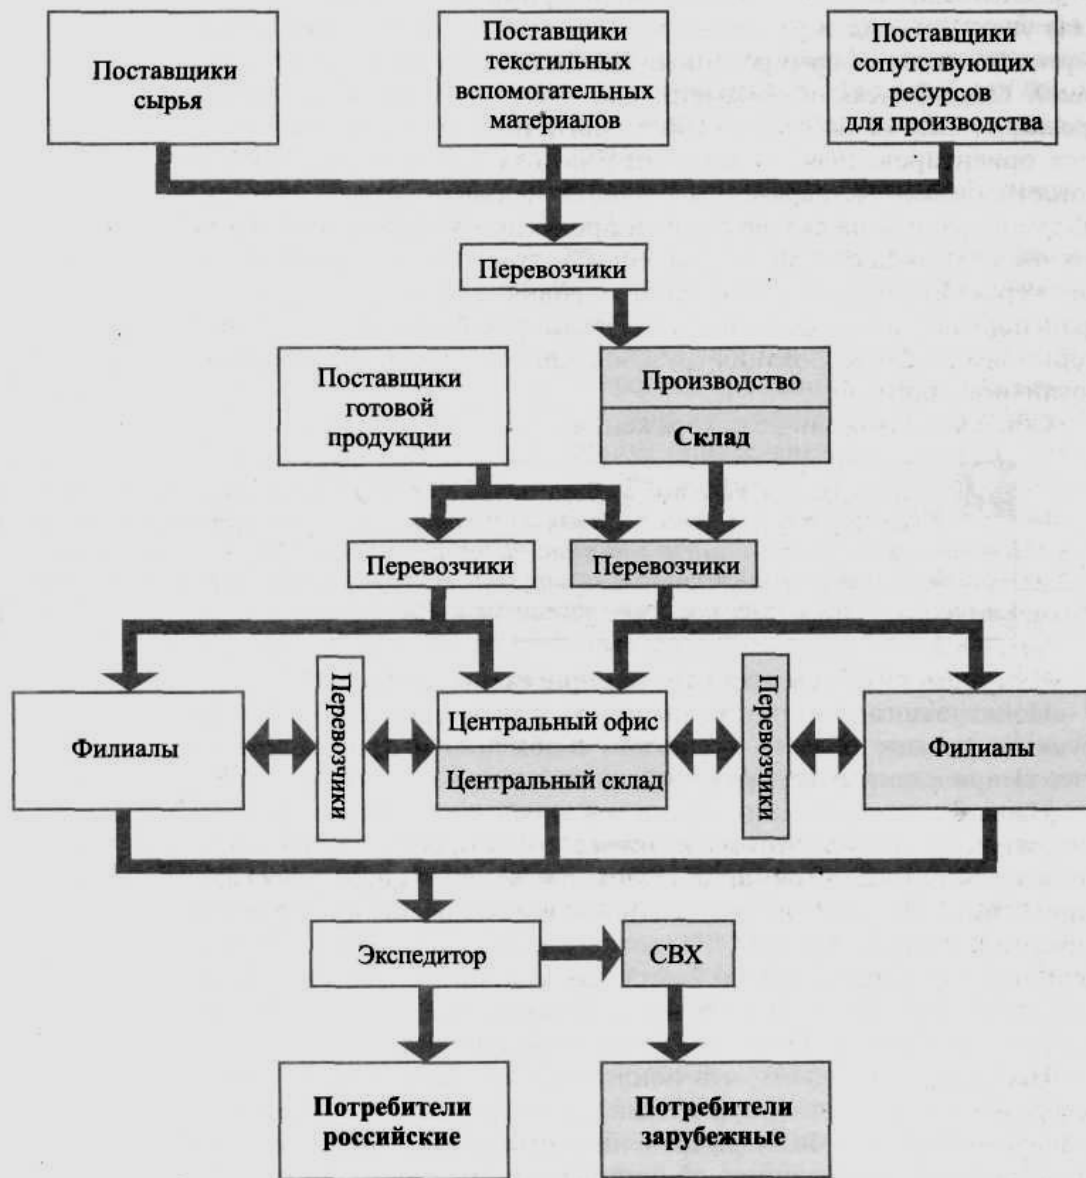 Поставщики
сырья
Поставщики
текстильных
вспомогательных
материалов
Поставщики
сопутствующих
ресурсов
для производства
Перевозчики
Поставщики
готовой
продукции
Производство
Склад
Перевозчики
Перевозчики
Филиалы
Перевозчики
Центральный офис
Центральный склад
Перевозчики
Филиалы
Экспедитор
СВХ
Потребители
российские
Потребители
зарубежные